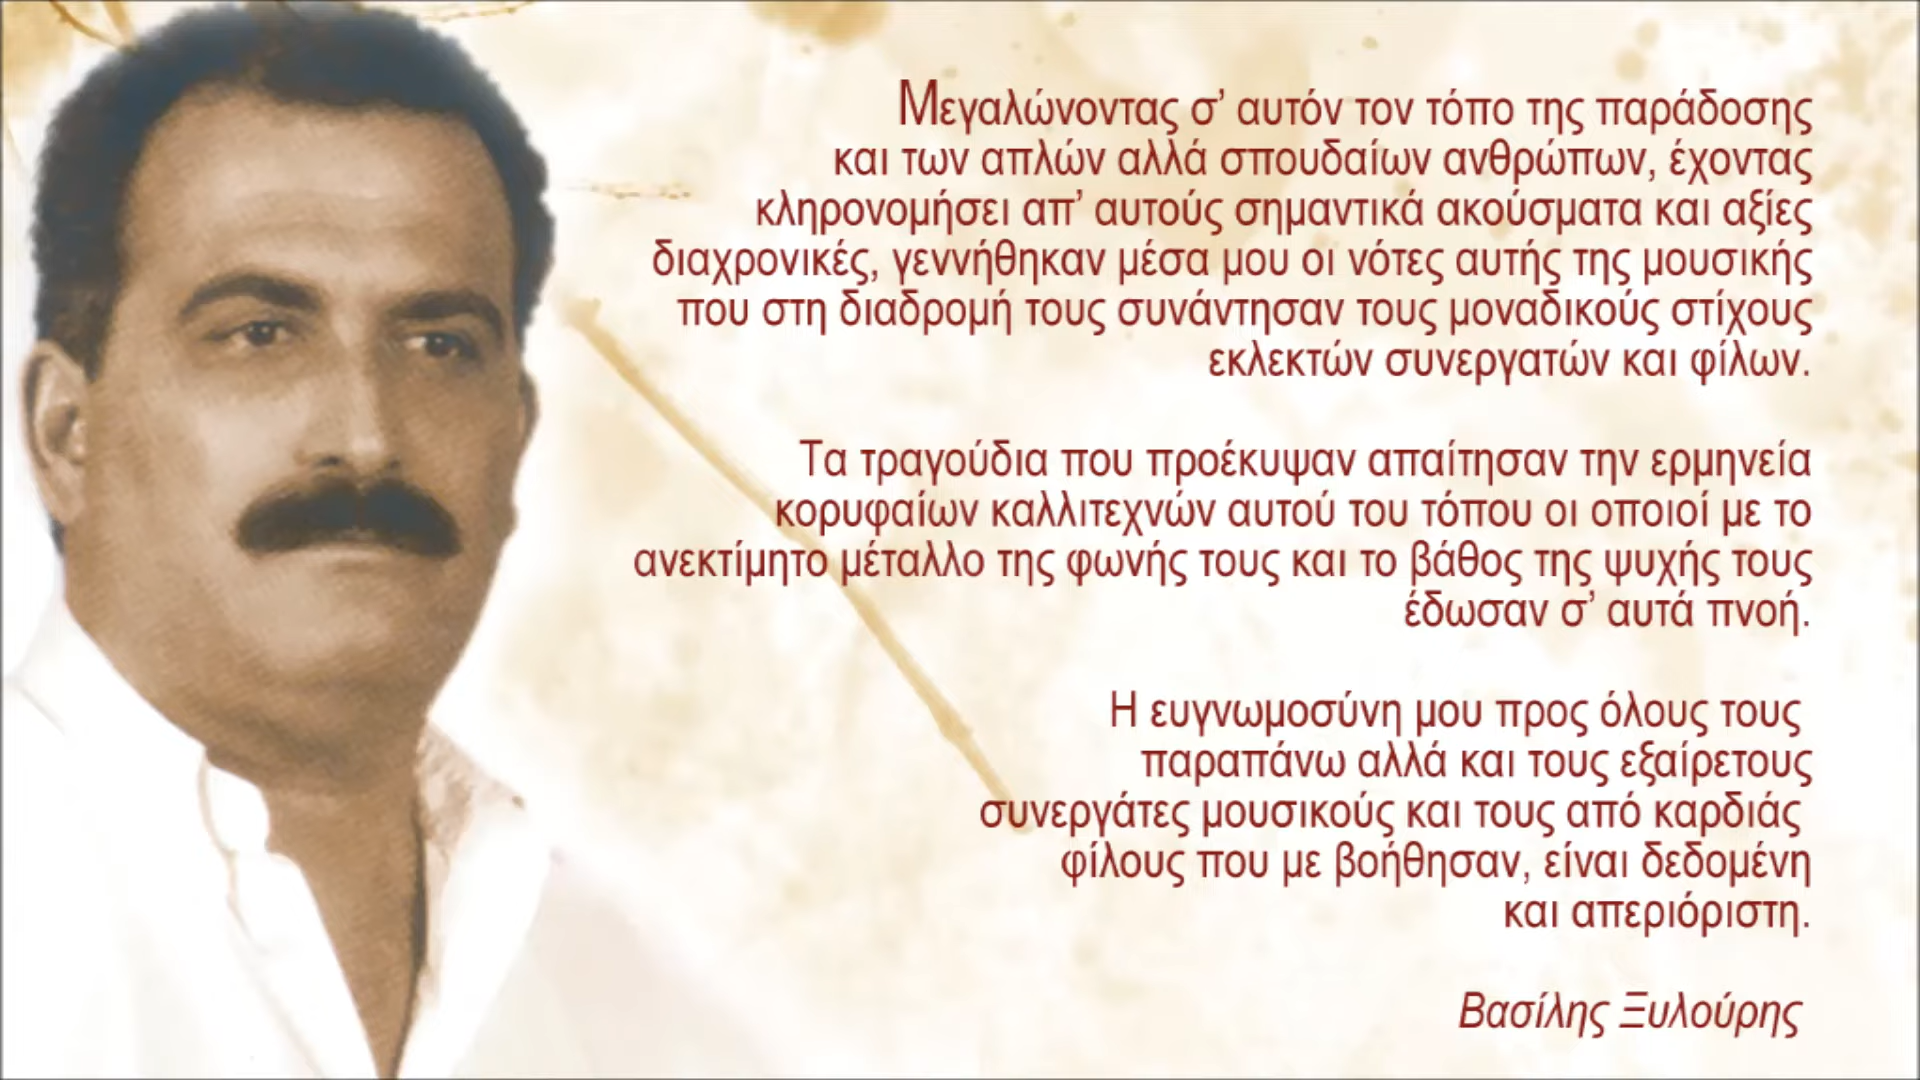 Μεγαλώνοντας σ' αυτόν τον τόπο της παράδοσης
και των απλών αλλά σπουδαίων ανθρώπων, έχοντας
κληρονομήσει απ' αυτούς σημαντικά ακούσματα και αξίες
διαχρονικές, γεννήθηκαν μέσα μου οι νότες αυτής της μουσικής
που στη διαδρομή τους συνάντησαν τους μοναδικούς στίχους
εκλεκτών συνεργατών και φίλων.
Τα τραγούδια που προέκυψαν απαίτησαν την ερμηνεία
κορυφαίων καλλιτεχνών αυτού του τόπου οι οποιοί με το
ανεκτίμητο μέταλλο της φωνής τους και το βάθος της ψυχής τους
έδωσαν σ' αυτά πνοή.
Η ευγνωμοσύνη μου προς όλους τους
παραπάνω αλλά και τους εξαίρετους
συνεργάτες μουσικούς και τους από καρδιάς
φίλους που με βοήθησαν, είναι δεδομένη
και απεριόριστη.
Βασίλης Ξυλούρης